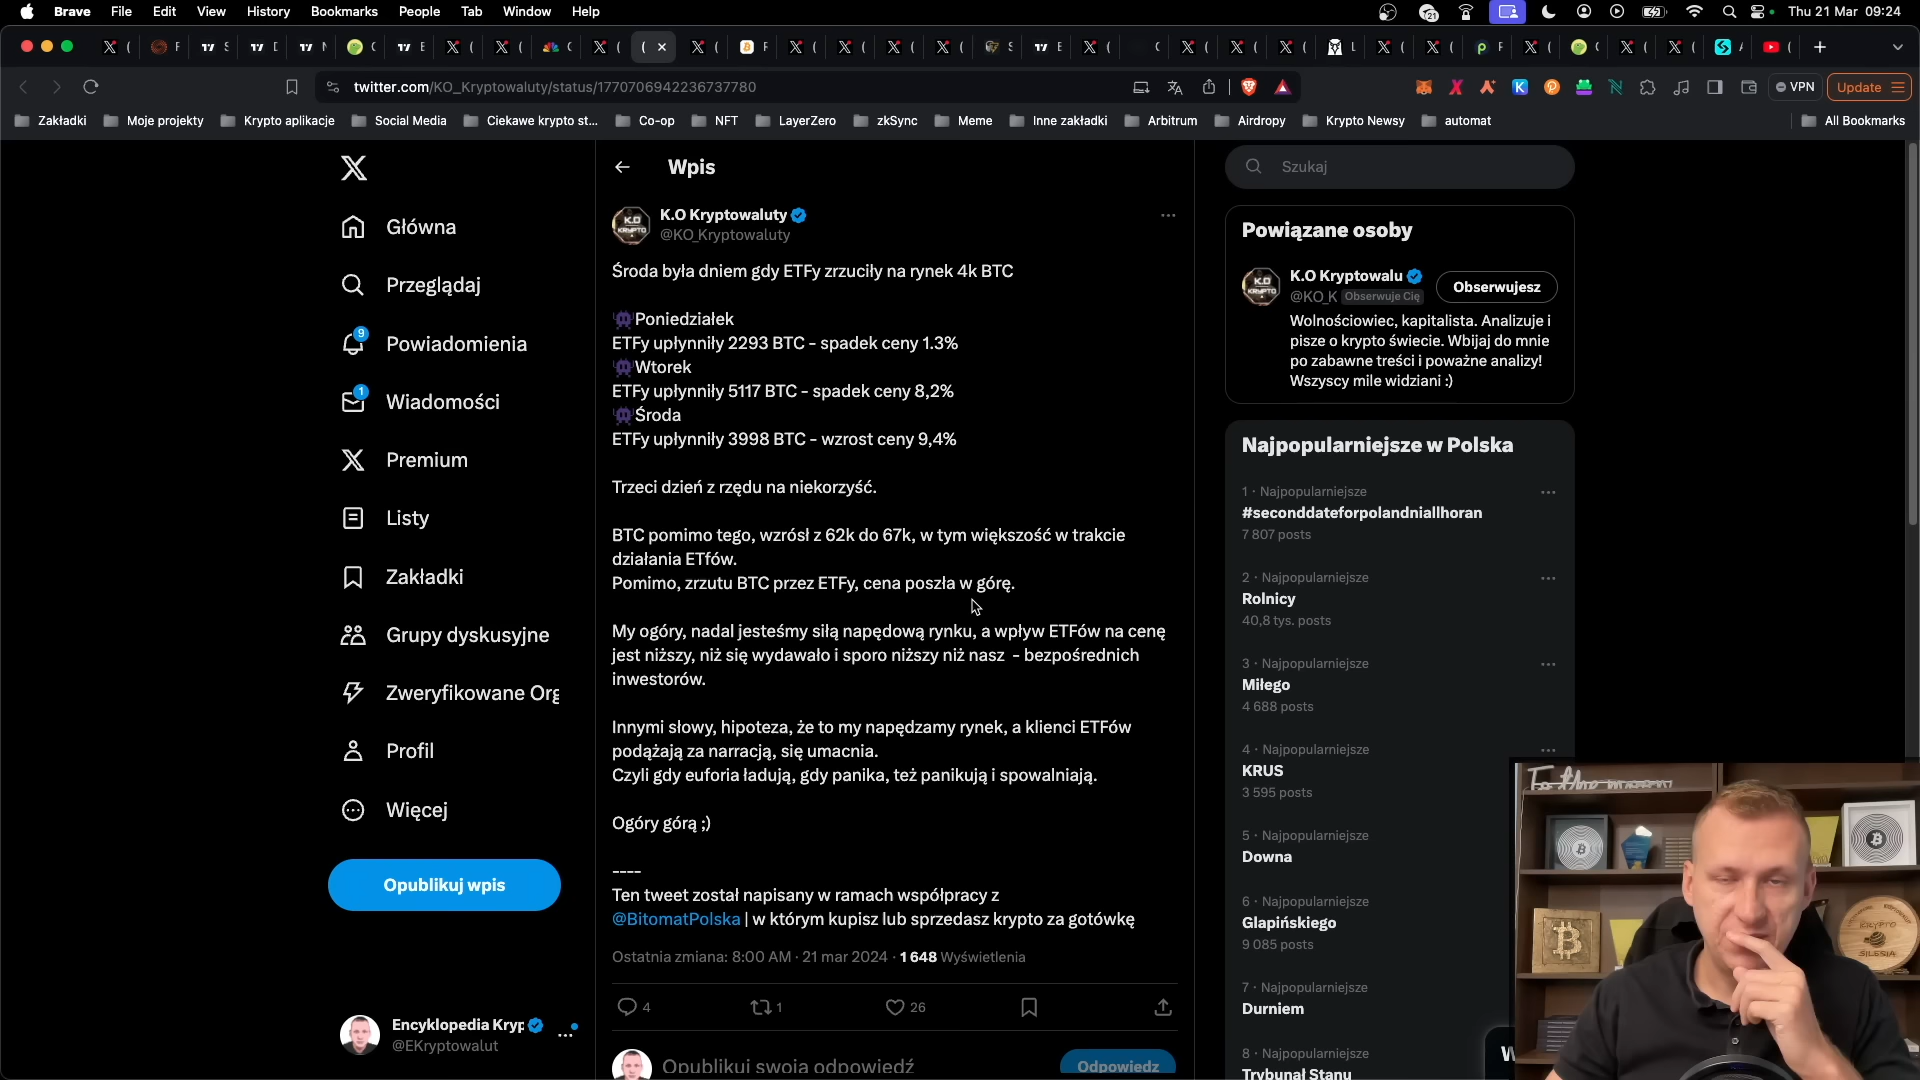 Brave File Edit View History Bookmarks People Tab Window Help
21
Thu 21 Mar 09:24
twitter.com/KO_Kryptowaluty/status/1770706942236737780
VPN
Update
Zakładki Moje projekty Krypto aplikacje Social Media Ciekawe krypto st... Co-op NFT LayerZero zkSync Meme Inne zakładki Arbitrum Airdropy Krypto Newsy automat All Bookmarks
Główna
Przeglądaj
9
Powiadomienia
1
Wiadomości
Premium
Listy
Zakładki
Grupy dyskusyjne
Zweryfikowane Org
Profil
Więcej
Opublikuj wpis
Encyklopedia Kryp
@EKryptowalut
Wpis
K.O Kryptowaluty
@KO_Kryptowaluty
Środa była dniem gdy ETFy zrzuciły na rynek 4k BTC
Poniedziałek
ETFy upłynniły 2293 BTC - spadek ceny 1.3%
Wtorek
ETFy upłynniły 5117 BTC - spadek ceny 8,2%
Środa
ETFy upłynniły 3998 BTC - wzrost ceny 9,4%
Trzeci dzień z rzędu na niekorzyść.
BTC pomimo tego, wzrósł z 62k do 67k, w tym większość w trakcie
działania ETfów.
Pomimo, zrzutu BTC przez ETFy, cena poszła w górę.
My ogóry, nadal jesteśmy siłą napędową rynku, a wpływ ETFów na cenę
jest niższy, niż się wydawało i sporo niższy niż nasz - bezpośrednich
inwestorów.
Innymi słowy, hipoteza, że to my napędzamy rynek, a klienci ETFów
podążają za narracją, się umacnia.
Czyli gdy euforia ładują, gdy panika, też panikują i spowalniają.
Ogóry górą ;)
----
Ten tweet został napisany w ramach współpracy z
@BitomatPolska | w którym kupisz lub sprzedasz krypto za gotówkę
Ostatnia zmiana: 8:00 AM · 21 mar 2024 · 1 648 Wyświetlenia
4 1 26
Opublikuj swoją odpowiedź
Odpowiedz
Szukaj
Powiązane osoby
K.O Kryptowalu
@KO_K Obserwuje Cię
Obserwujesz
Wolnościowiec, kapitalista. Analizuje i
pisze o krypto świecie. Wbijaj do mnie
po zabawne treści i poważne analizy!
Wszyscy mile widziani :)
Najpopularniejsze w Polska
1 · Najpopularniejsze
#seconddateforpolandniallhoran
7 807 posts
2 · Najpopularniejsze
Rolnicy
40,8 tys. posts
3 · Najpopularniejsze
Miłego
4 688 posts
4 · Najpopularniejsze
KRUS
3 595 posts
5 · Najpopularniejsze
Downa
6 · Najpopularniejsze
Glapińskiego
9 085 posts
7 · Najpopularniejsze
Durniem
8 · Najpopularniejsze
Trybunał Stanu
To the moon!
KRYPTO
SILESIA